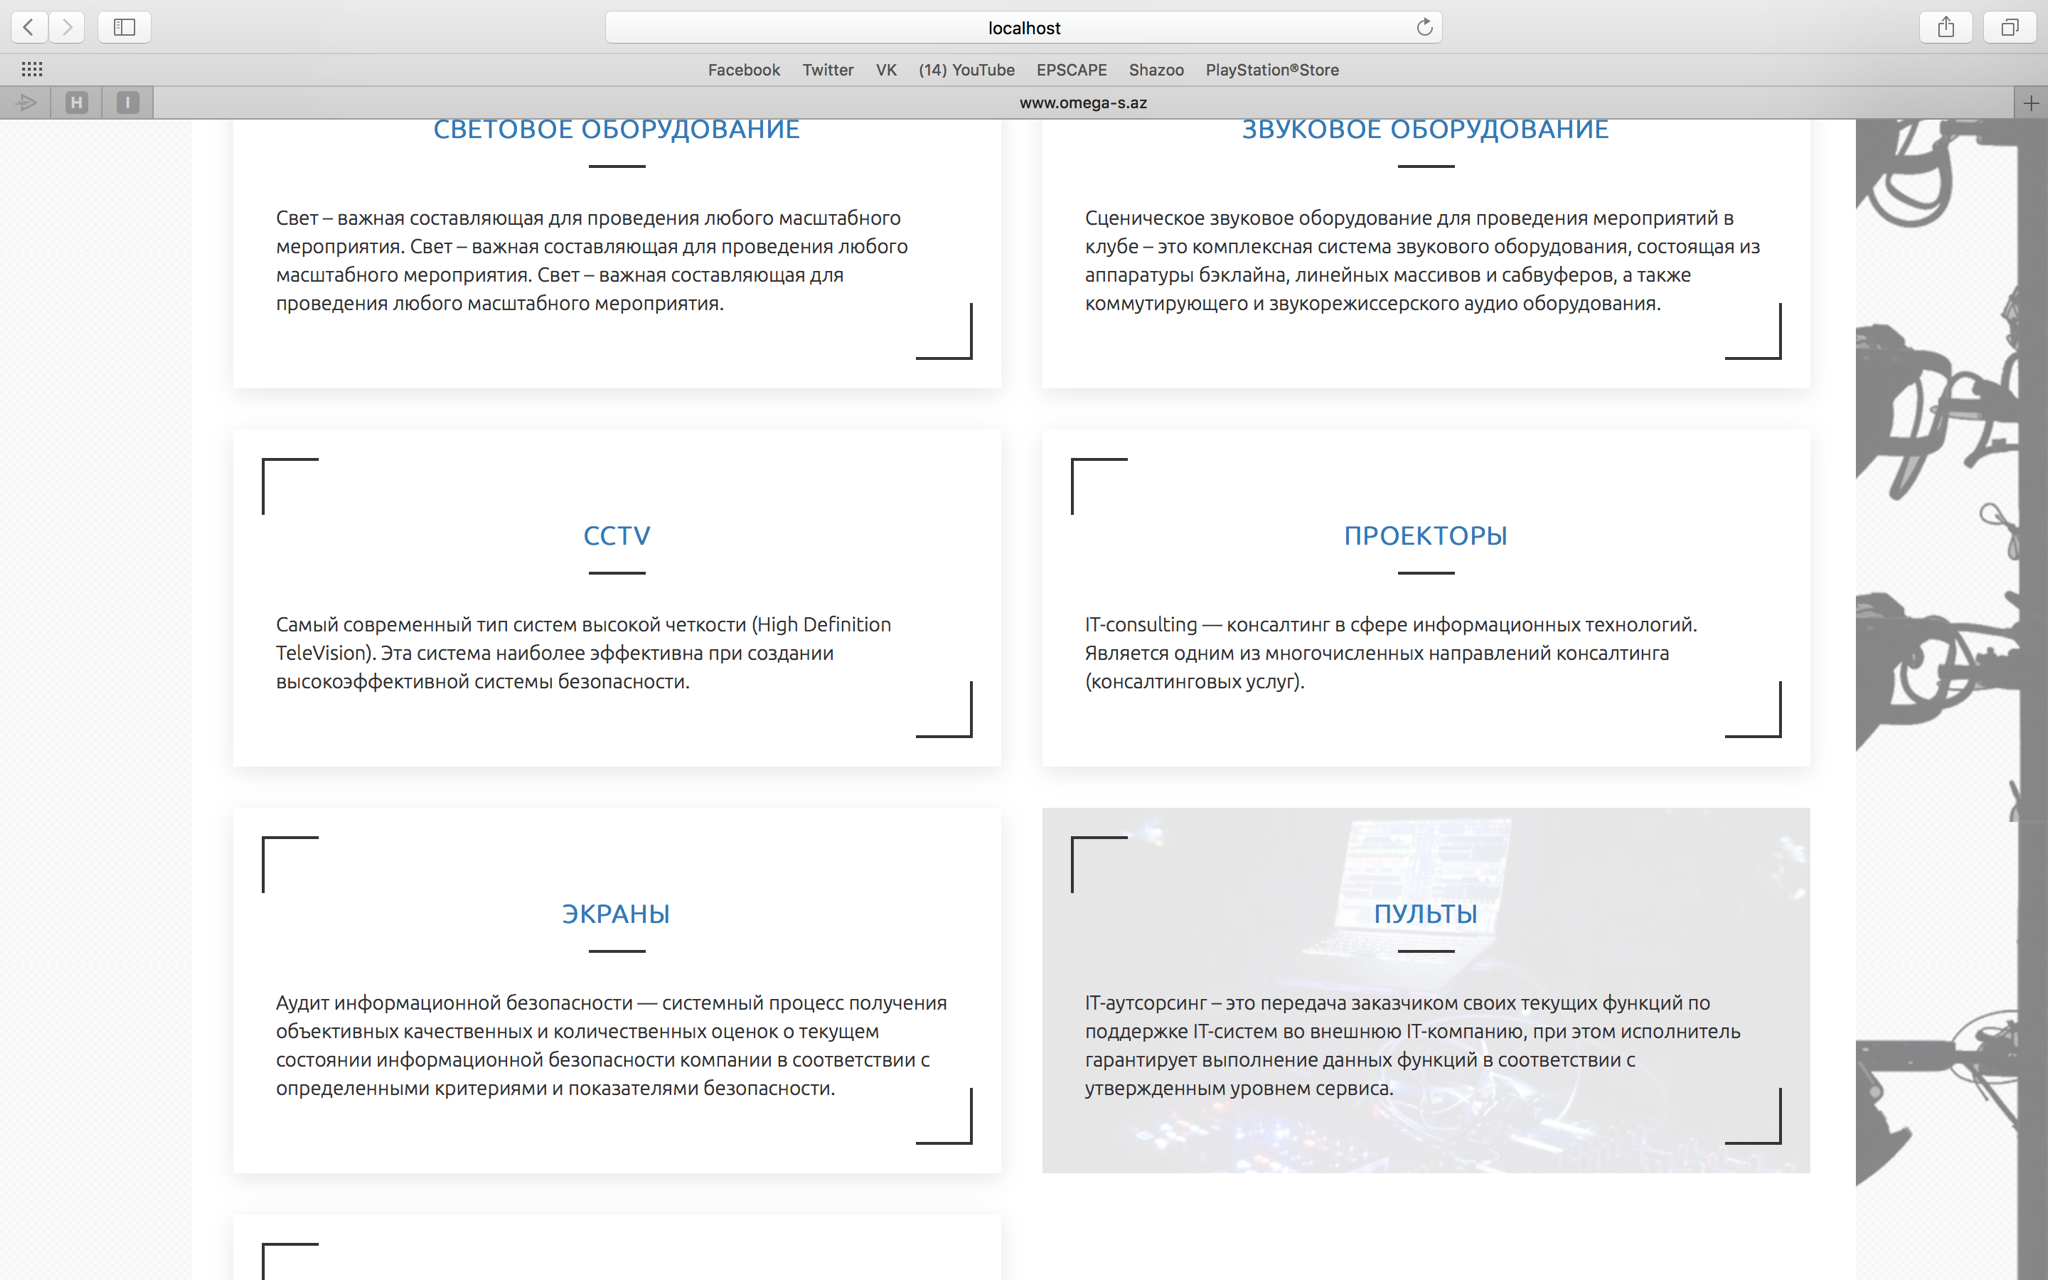 localhost
Facebook Twitter VK (14) YouTube EPSCAPE Shazoo PlayStation®Store
H I www.omega-s.az
СВЕТОВОЕ ОБОРУДОВАНИЕ
Свет – важная составляющая для проведения любого масштабного
мероприятия. Свет – важная составляющая для проведения любого
масштабного мероприятия. Свет – важная составляющая для
проведения любого масштабного мероприятия.
ЗВУКОВОЕ ОБОРУДОВАНИЕ
Сценическое звуковое оборудование для проведения мероприятий в
клубе – это комплексная система звукового оборудования, состоящая из
аппаратуры бэклайна, линейных массивов и сабвуферов, а также
коммутирующего и звукорежиссерского аудио оборудования.
CCTV
Самый современный тип систем высокой четкости (High Definition
TeleVision). Эта система наиболее эффективна при создании
высокоэффективной системы безопасности.
ПРОЕКТОРЫ
IT-consulting — консалтинг в сфере информационных технологий.
Является одним из многочисленных направлений консалтинга
(консалтинговых услуг).
ЭКРАНЫ
Аудит информационной безопасности — системный процесс получения
объективных качественных и количественных оценок о текущем
состоянии информационной безопасности компании в соответствии с
определенными критериями и показателями безопасности.
ПУЛЬТЫ
IT-аутсорсинг – это передача заказчиком своих текущих функций по
поддержке IT-систем во внешнюю IT-компанию, при этом исполнитель
гарантирует выполнение данных функций в соответствии с
утвержденным уровнем сервиса.